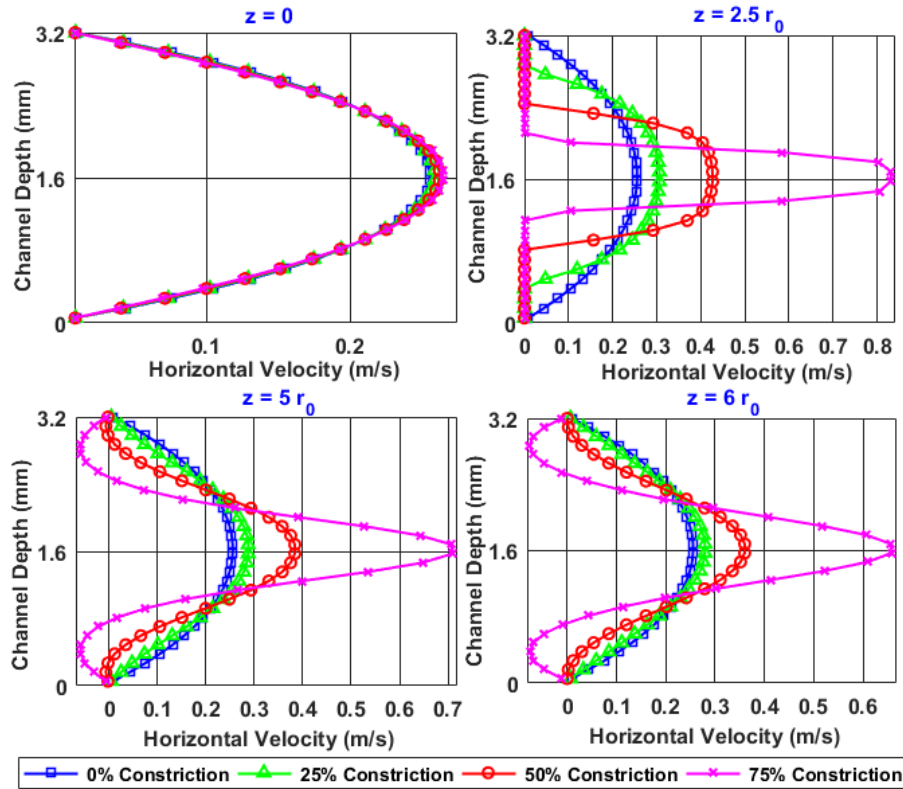 z = 0
3.2
1.6
0
Channel Depth (mm)
0.1 0.2
Horizontal Velocity (m/s)
z = 2.5 r0
3.2
1.6
0
Channel Depth (mm)
0 0.1 0.2 0.3 0.4 0.5 0.6 0.7 0.8
Horizontal Velocity (m/s)
z = 5 r0
3.2
1.6
0
Channel Depth (mm)
0 0.1 0.2 0.3 0.4 0.5 0.6 0.7
Horizontal Velocity (m/s)
z = 6 r0
3.2
1.6
0
Channel Depth (mm)
0 0.1 0.2 0.3 0.4 0.5 0.6
Horizontal Velocity (m/s)
0% Constriction 25% Constriction 50% Constriction 75% Constriction